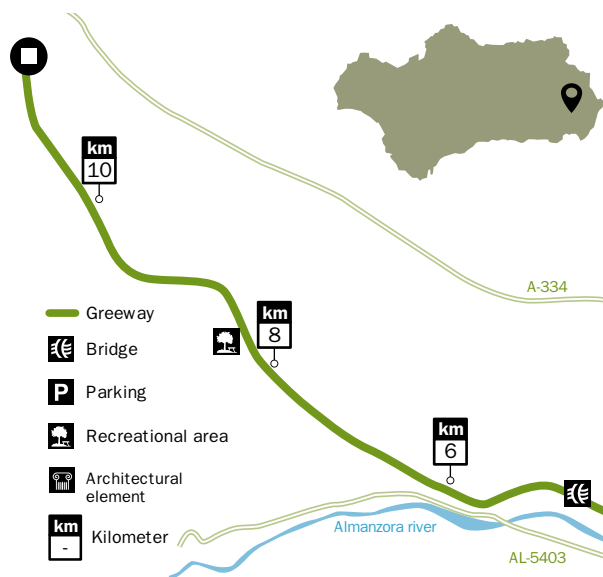 km
10
A-334
km
8
Greeway
Bridge
P
Parking
Recreational area
Architectural
element
km
-
Kilometer
km
6
Almanzora river
AL-5403